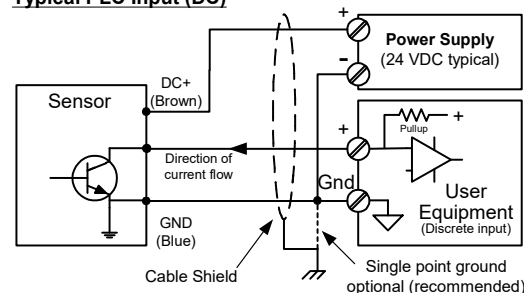 Typical PLC Input (DC)
+
Power Supply
(24 VDC typical)
-
DC+
(Brown)
Sensor
+
+
Pullup
Direction of
current flow
Gnd
User
Equipment
(Discrete input)
GND
(Blue)
Cable Shield
Single point ground
optional (recommended)